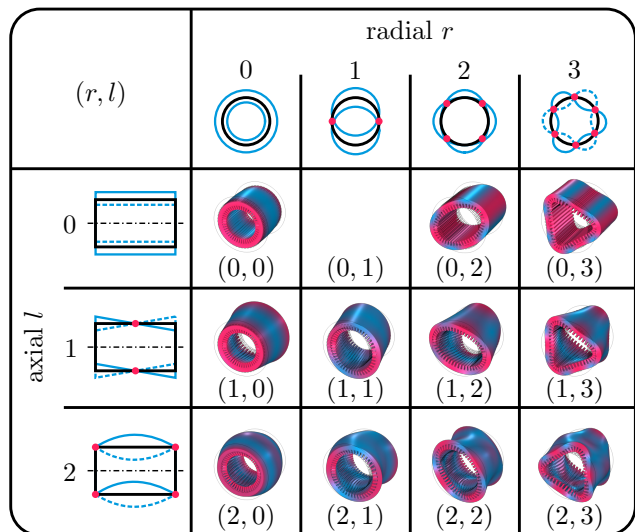 radial r
(r, l)
0 1 2 3
0
(0, 0) (0, 1) (0, 2) (0, 3)
axial l
1
(1, 0) (1, 1) (1, 2) (1, 3)
2
(2, 0) (2, 1) (2, 2) (2, 3)